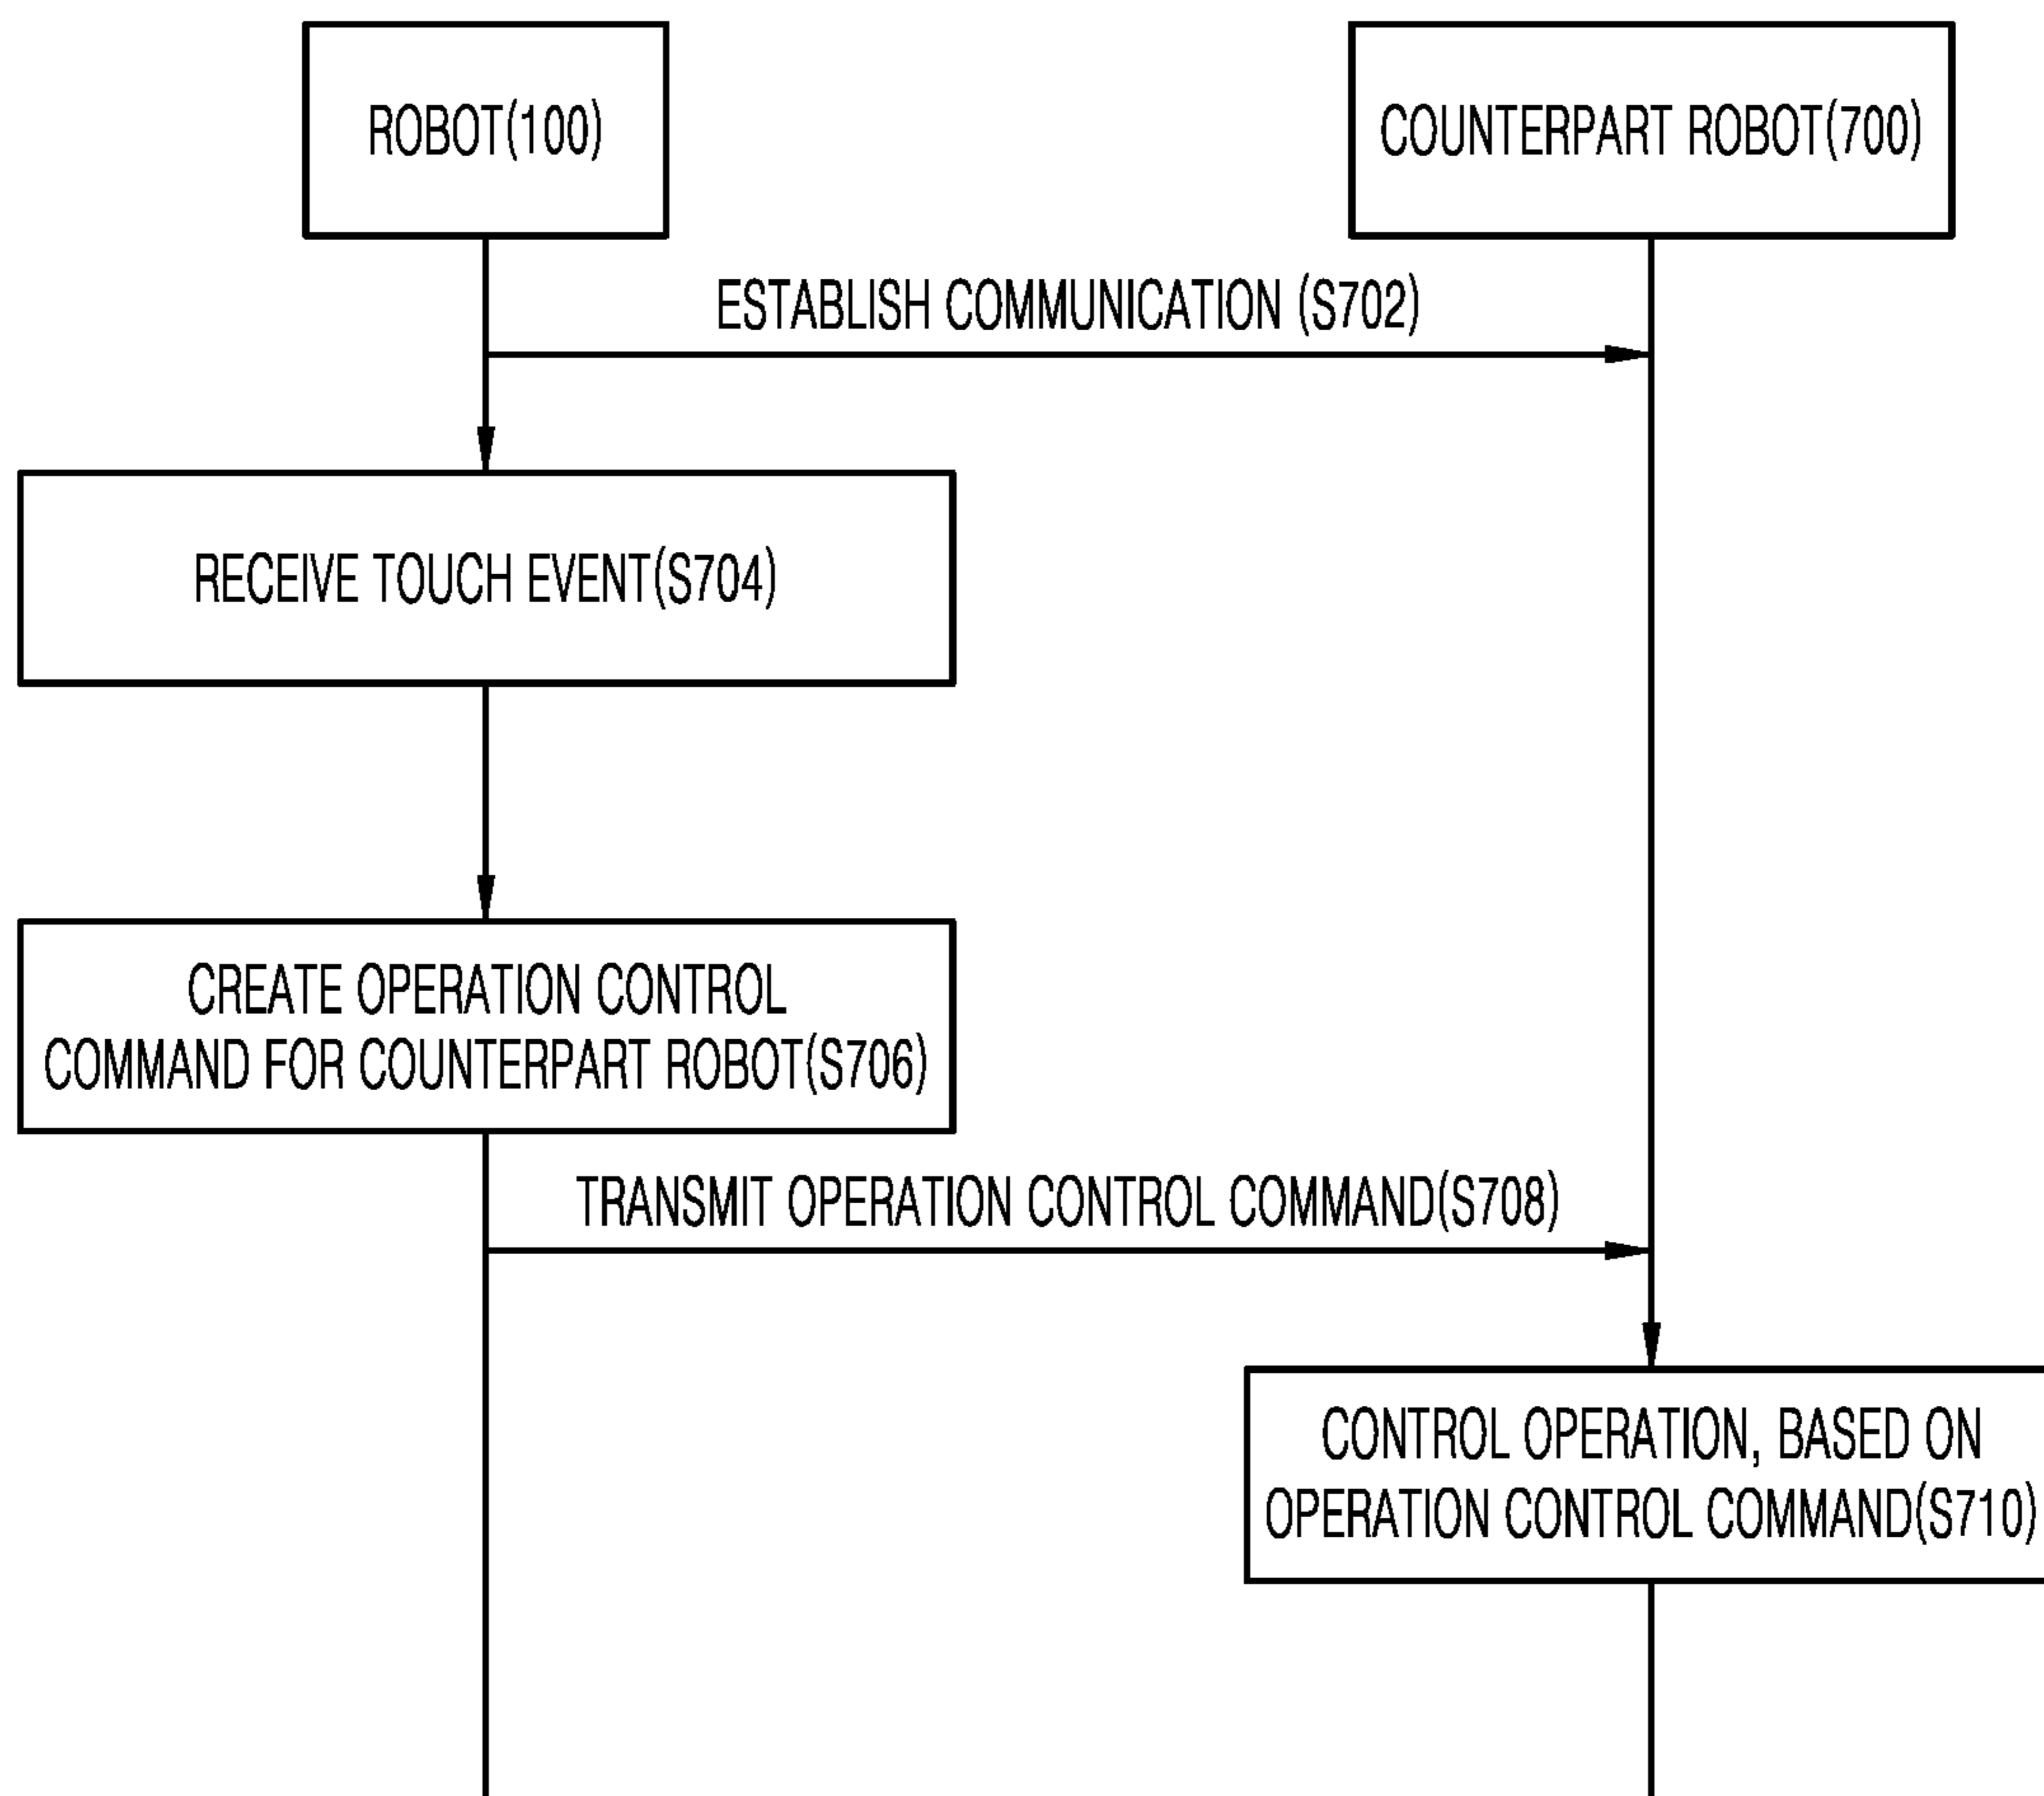 ROBOT(100)
COUNTERPART ROBOT(700)
ESTABLISH COMMUNICATION (S702)
RECEIVE TOUCH EVENT(S704)
CREATE OPERATION CONTROL
COMMAND FOR COUNTERPART ROBOT(S706)
TRANSMIT OPERATION CONTROL COMMAND(S708)
CONTROL OPERATION, BASED ON
OPERATION CONTROL COMMAND(S710)